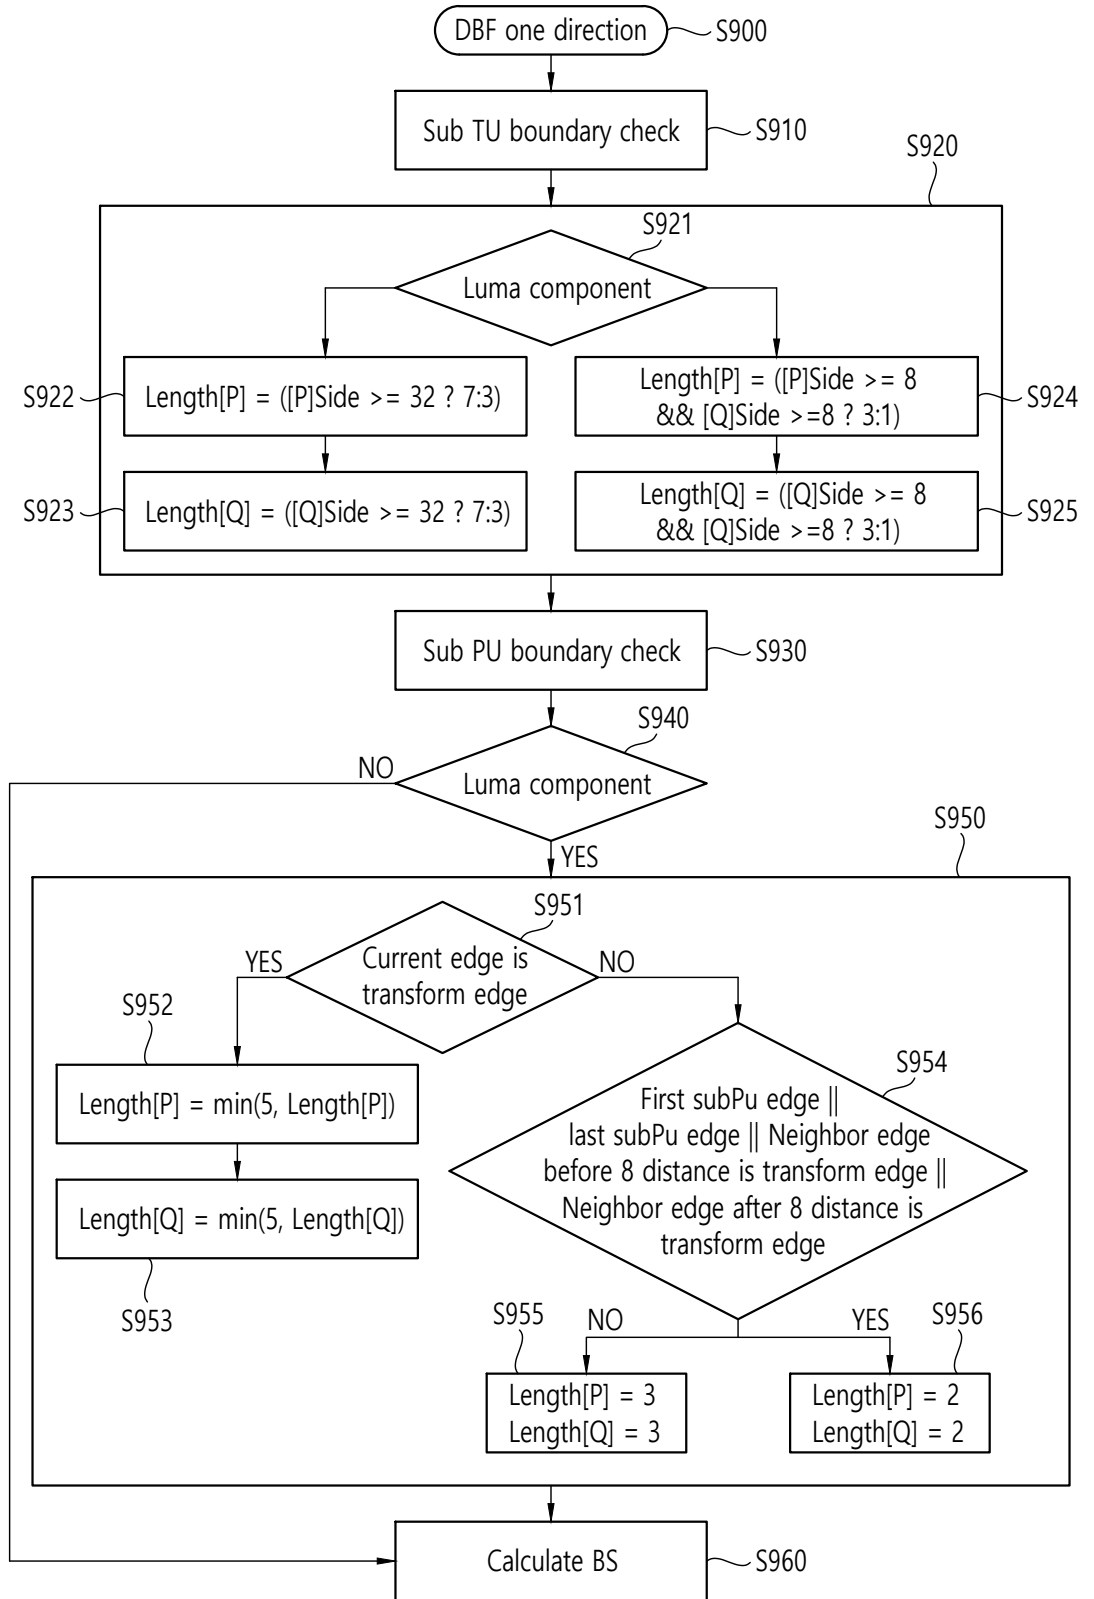 DBF one direction
S900
Sub TU boundary check
S910
S920
S921
Luma component
S922
Length[P] = ([P]Side >= 32 ? 7:3)
Length[P] = ([P]Side >= 8
&& [Q]Side >=8 ? 3:1)
S924
S923
Length[Q] = ([Q]Side >= 32 ? 7:3)
Length[Q] = ([Q]Side >= 8
&& [Q]Side >=8 ? 3:1)
S925
Sub PU boundary check
S930
S940
NO
Luma component
YES
S950
S951
YES
Current edge is
transform edge
NO
S952
Length[P] = min(5, Length[P])
Length[Q] = min(5, Length[Q])
S953
S954
First subPu edge ||
last subPu edge || Neighbor edge
before 8 distance is transform edge ||
Neighbor edge after 8 distance is
transform edge
S955
NO
YES
S956
Length[P] = 3
Length[Q] = 3
Length[P] = 2
Length[Q] = 2
Calculate BS
S960